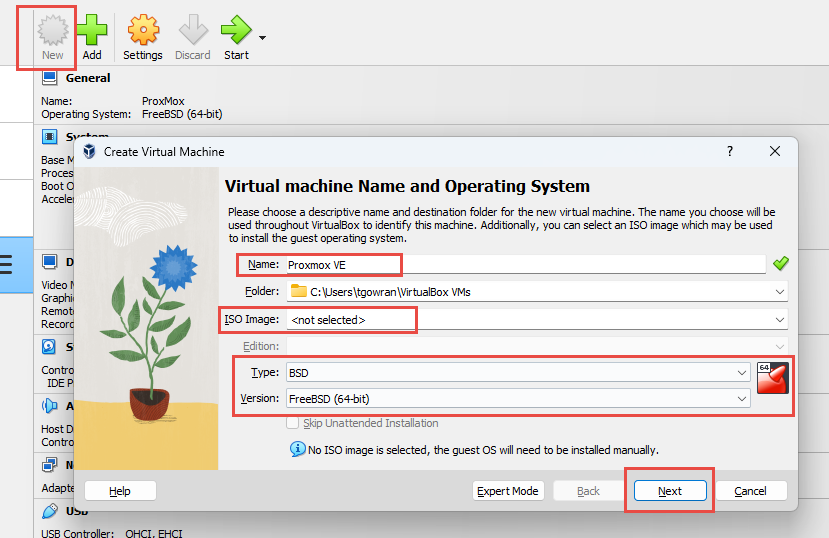 New Add Settings Discard Start
General
Name: ProxMox
Operating System: FreeBSD (64-bit)
System
Base M
Create Virtual Machine ?
Proces
Boot O
Acceler
Virtual machine Name and Operating System
Please choose a descriptive name and destination folder for the new virtual machine. The name you choose will be
used throughout VirtualBox to identify this machine. Additionally, you can select an ISO image which may be used
to install the guest operating system.
D
Name: Proxmox VE
Video M
Folder: C:\Users\tgowran\VirtualBox VMs
Graphi
Remot
ISO Image: <not selected>
Record
Edition:
S
Contro
Type: BSD
64
IDE P
Version: FreeBSD (64-bit)
A
Skip Unattended Installation
Host D
Contro
No ISO image is selected, the guest OS will need to be installed manually.
N
Adapte
Help Expert Mode Back Next Cancel
USB
USB Controller: OHCI, EHCI